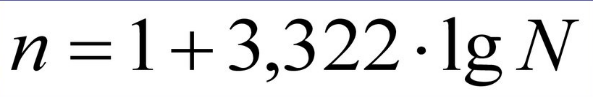 n = 1 + 3,322 · lg N